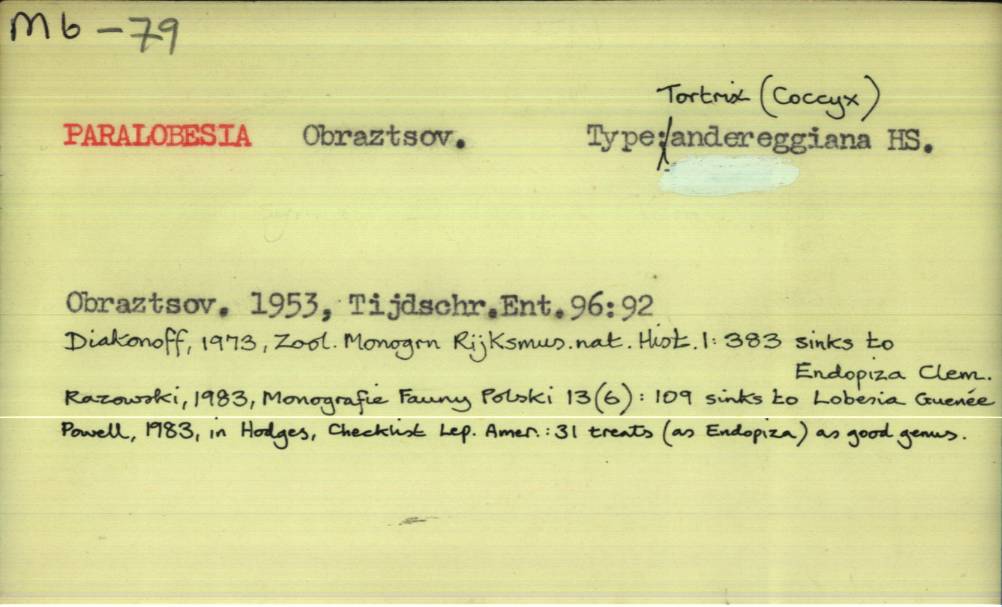 M6 - 79
Tortrix (Coccyx)
PARALOBESIA Obraztsov. Type:/andereggiana HS.
Obraztsov. 1953, Tijdschr.Ent.96:92
Diakonoff, 1973, Zool. Monogrn Rijksmus.nat. Hist. 1: 383 sinks to
Endopiza Clem.
Razowski, 1983, Monografie Fauny Polski 13(6): 109 sinks to Lobesia Guenée
Powell, 1983, in Hodges, Checklist Lep. Amer.: 31 treats (as Endopiza) as good genus.